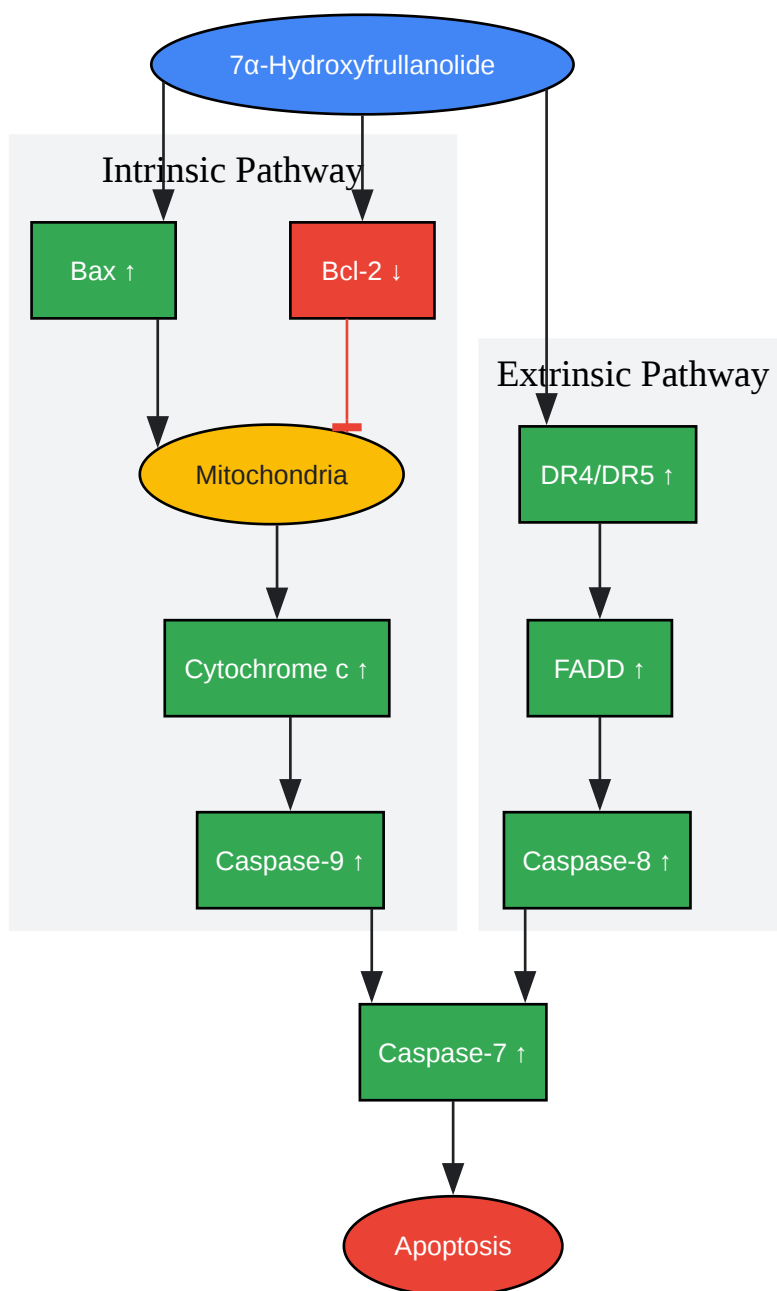 7α-Hydroxyfrullanolide
Intrinsic Pathway
Bax ↑
Bcl-2 ↓
Extrinsic Pathway
Mitochondria
DR4/DR5 ↑
Cytochrome c ↑
FADD ↑
Caspase-9 ↑
Caspase-8 ↑
Caspase-7 ↑
Apoptosis